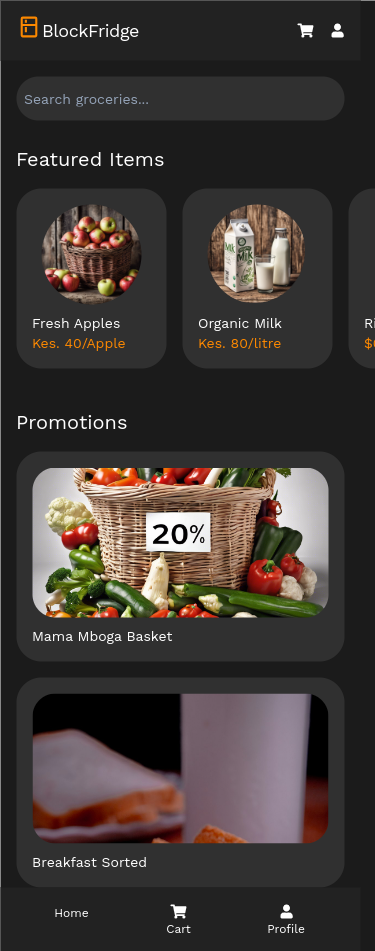 BlockFridge
Search groceries...
Featured Items
Fresh Apples
Kes. 40/Apple
Organic Milk
Kes. 80/litre
Ri
$
Promotions
20%
Mama Mboga Basket
Breakfast Sorted
Home
Cart
Profile